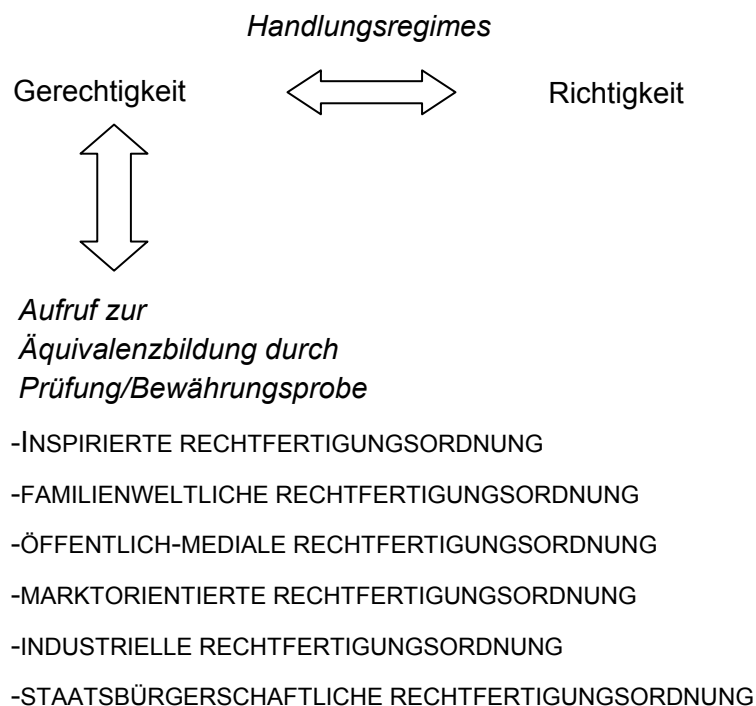 Handlungsregimes
Gerechtigkeit Richtigkeit
Aufruf zur
Äquivalenzbildung durch
Prüfung/Bewährungsprobe
-INSPIRIERTE RECHTFERTIGUNGSORDNUNG
-FAMILIENWELTLICHE RECHTFERTIGUNGSORDNUNG
-ÖFFENTLICH-MEDIALE RECHTFERTIGUNGSORDNUNG
-MARKTORIENTIERTE RECHTFERTIGUNGSORDNUNG
-INDUSTRIELLE RECHTFERTIGUNGSORDNUNG
-STAATSBÜRGERSCHAFTLICHE RECHTFERTIGUNGSORDNUNG